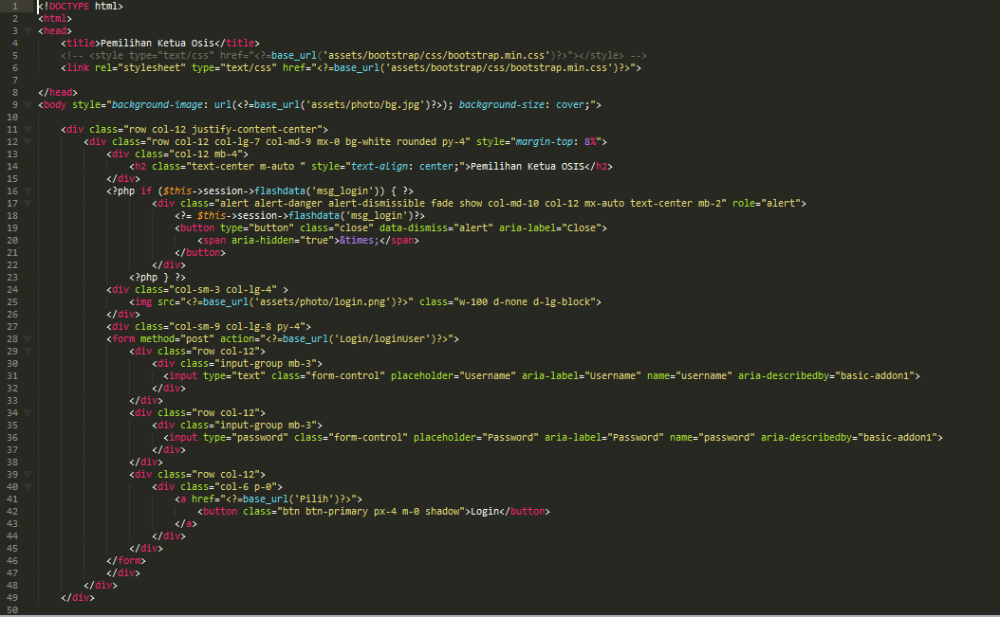 1 <!DOCTYPE html>
2 <html>
3 <head>
4 <title>Pemilihan Ketua Osis</title>
5 <!-- <style type="text/css" href="<?=base_url('assets/bootstrap/css/bootstrap.min.css')?>"></style> -->
6 <link rel="stylesheet" type="text/css" href="<?=base_url('assets/bootstrap/css/bootstrap.min.css')?>">
7
8 </head>
9 <body style="background-image: url(<?=base_url('assets/photo/bg.jpg')?>); background-size: cover;">
10
11 <div class="row col-12 justify-content-center">
12 <div class="row col-12 col-lg-7 col-md-9 mx-0 bg-white rounded py-4" style="margin-top: 8%">
13 <div class="col-12 mb-4">
14 <h2 class="text-center m-auto " style="text-align: center;">Pemilihan Ketua OSIS</h2>
15 </div>
16 <?php if ($this->session->flashdata('msg_login')) { ?>
17 <div class="alert alert-danger alert-dismissible fade show col-md-10 col-12 mx-auto text-center mb-2" role="alert">
18 <?= $this->session->flashdata('msg_login')?>
19 <button type="button" class="close" data-dismiss="alert" aria-label="Close">
20 <span aria-hidden="true">&times;</span>
21 </button>
22 </div>
23 <?php } ?>
24 <div class="col-sm-3 col-lg-4" >
25 <img src="<?=base_url('assets/photo/login.png')?>" class="w-100 d-none d-lg-block">
26 </div>
27 <div class="col-sm-9 col-lg-8 py-4">
28 <form method="post" action="<?=base_url('Login/loginUser')?>">
29 <div class="row col-12">
30 <div class="input-group mb-3">
31 <input type="text" class="form-control" placeholder="Username" aria-label="Username" name="username" aria-describedby="basic-addon1">
32 </div>
33 </div>
34 <div class="row col-12">
35 <div class="input-group mb-3">
36 <input type="password" class="form-control" placeholder="Password" aria-label="Password" name="password" aria-describedby="basic-addon1">
37 </div>
38 </div>
39 <div class="row col-12">
40 <div class="col-6 p-0">
41 <a href="<?=base_url('Pilih')?>">
42 <button class="btn btn-primary px-4 m-0 shadow">Login</button>
43 </a>
44 </div>
45 </div>
46 </form>
47 </div>
48 </div>
49 </div>
50